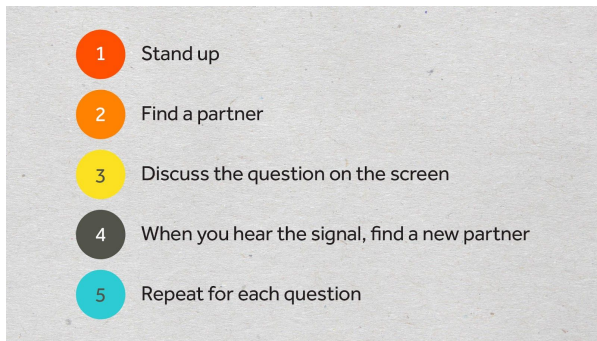 1 Stand up
2 Find a partner
3 Discuss the question on the screen
4 When you hear the signal, find a new partner
5 Repeat for each question